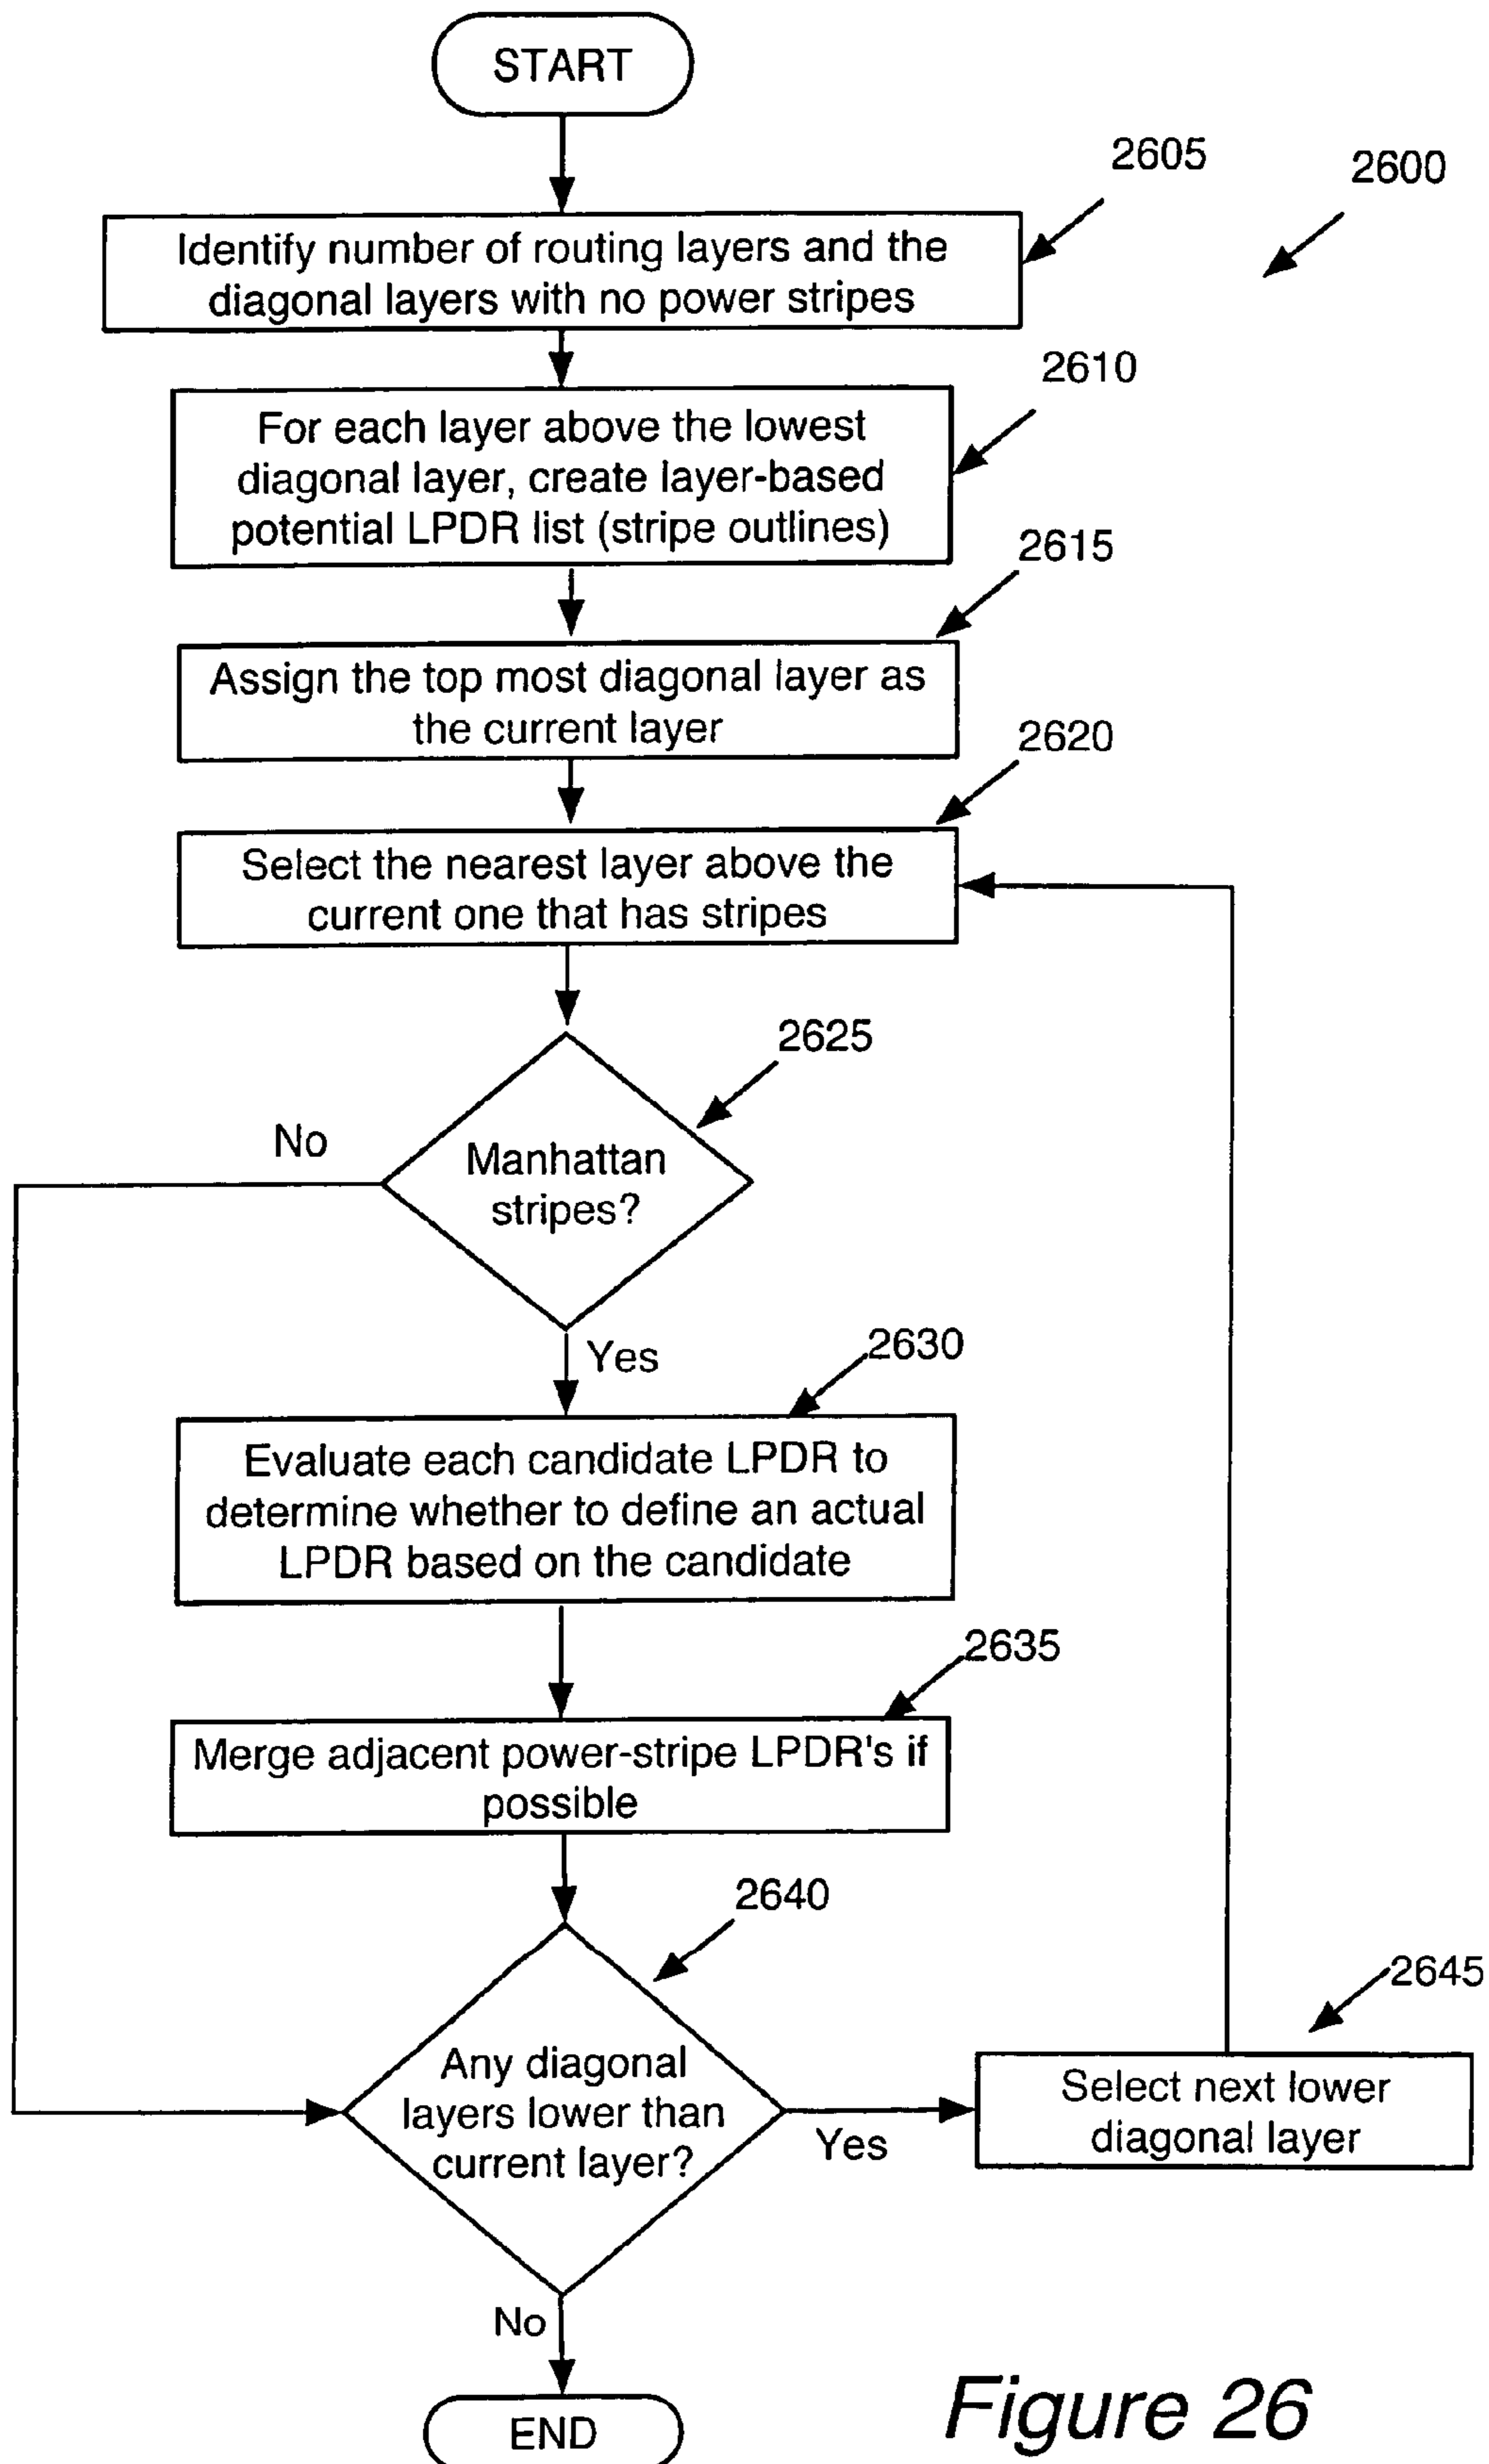 START
2605
2600
Identify number of routing layers and the
diagonal layers with no power stripes
2610
For each layer above the lowest
diagonal layer, create layer-based
potential LPDR list (stripe outlines)
2615
Assign the top most diagonal layer as
the current layer
2620
Select the nearest layer above the
current one that has stripes
2625
No
Manhattan
stripes?
Yes
2630
Evaluate each candidate LPDR to
determine whether to define an actual
LPDR based on the candidate
2635
Merge adjacent power-stripe LPDR's if
possible
2640
2645
Any diagonal
layers lower than
current layer?
Yes
Select next lower
diagonal layer
No
END
Figure 26